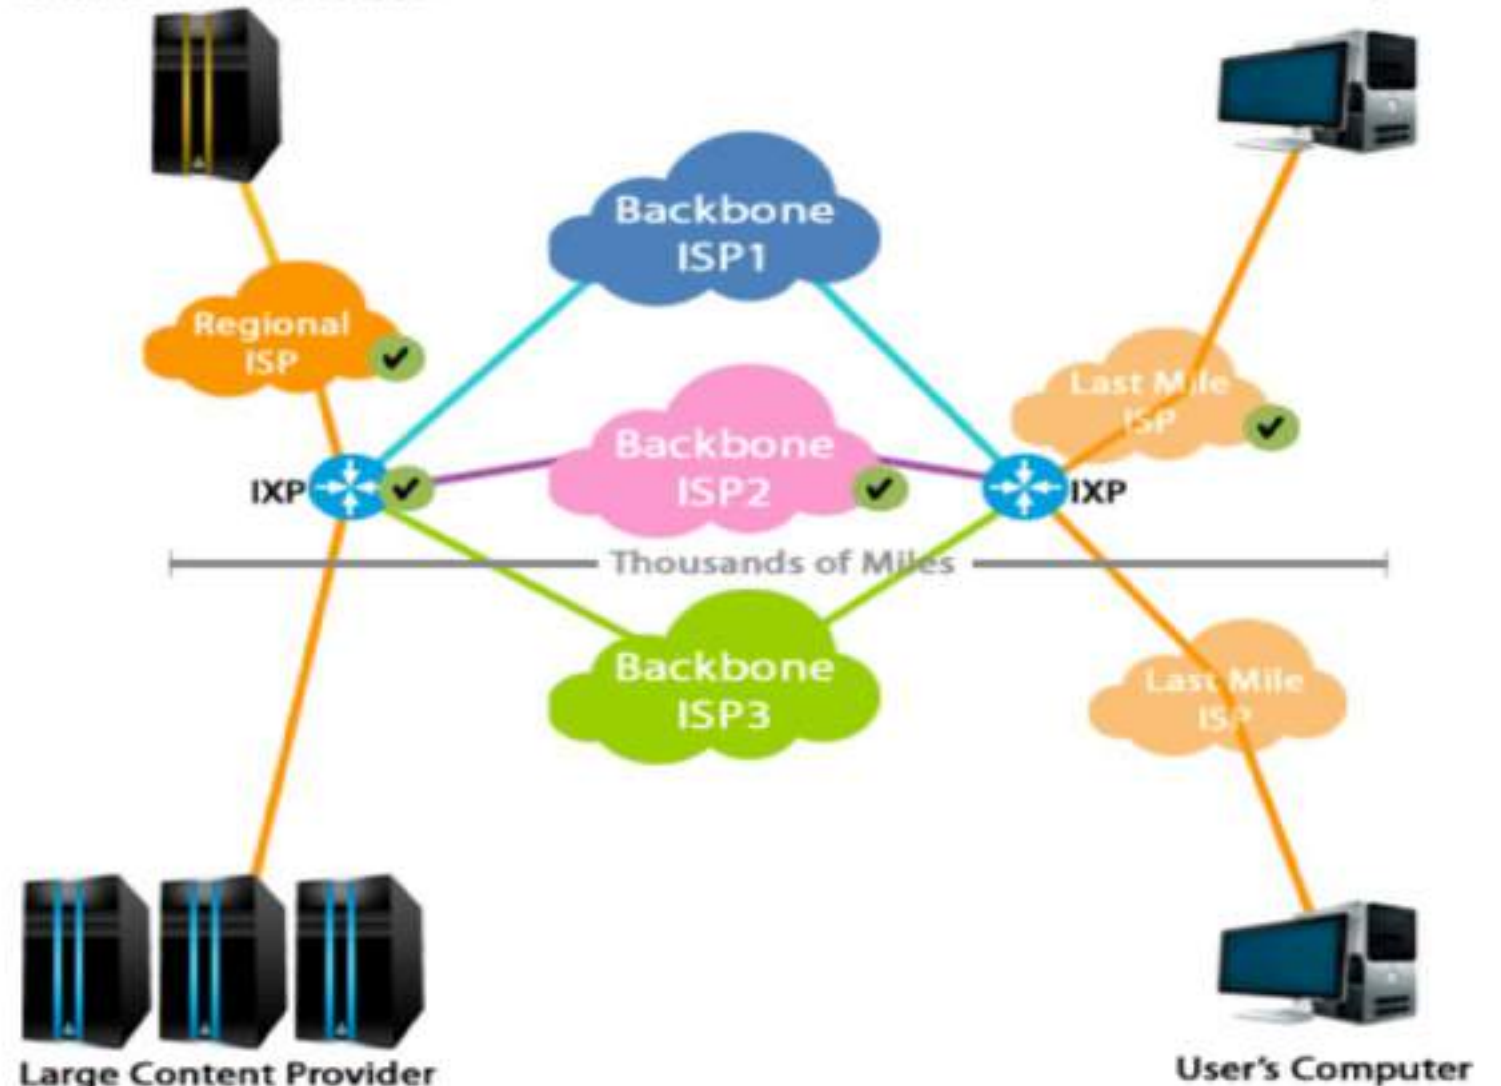 Backbone
ISP1
Regional
ISP
Last Mile
ISP
Backbone
ISP2
IXP
IXP
Thousands of Miles
Backbone
ISP3
Last Mile
ISP
Large Content Provider
User's Computer